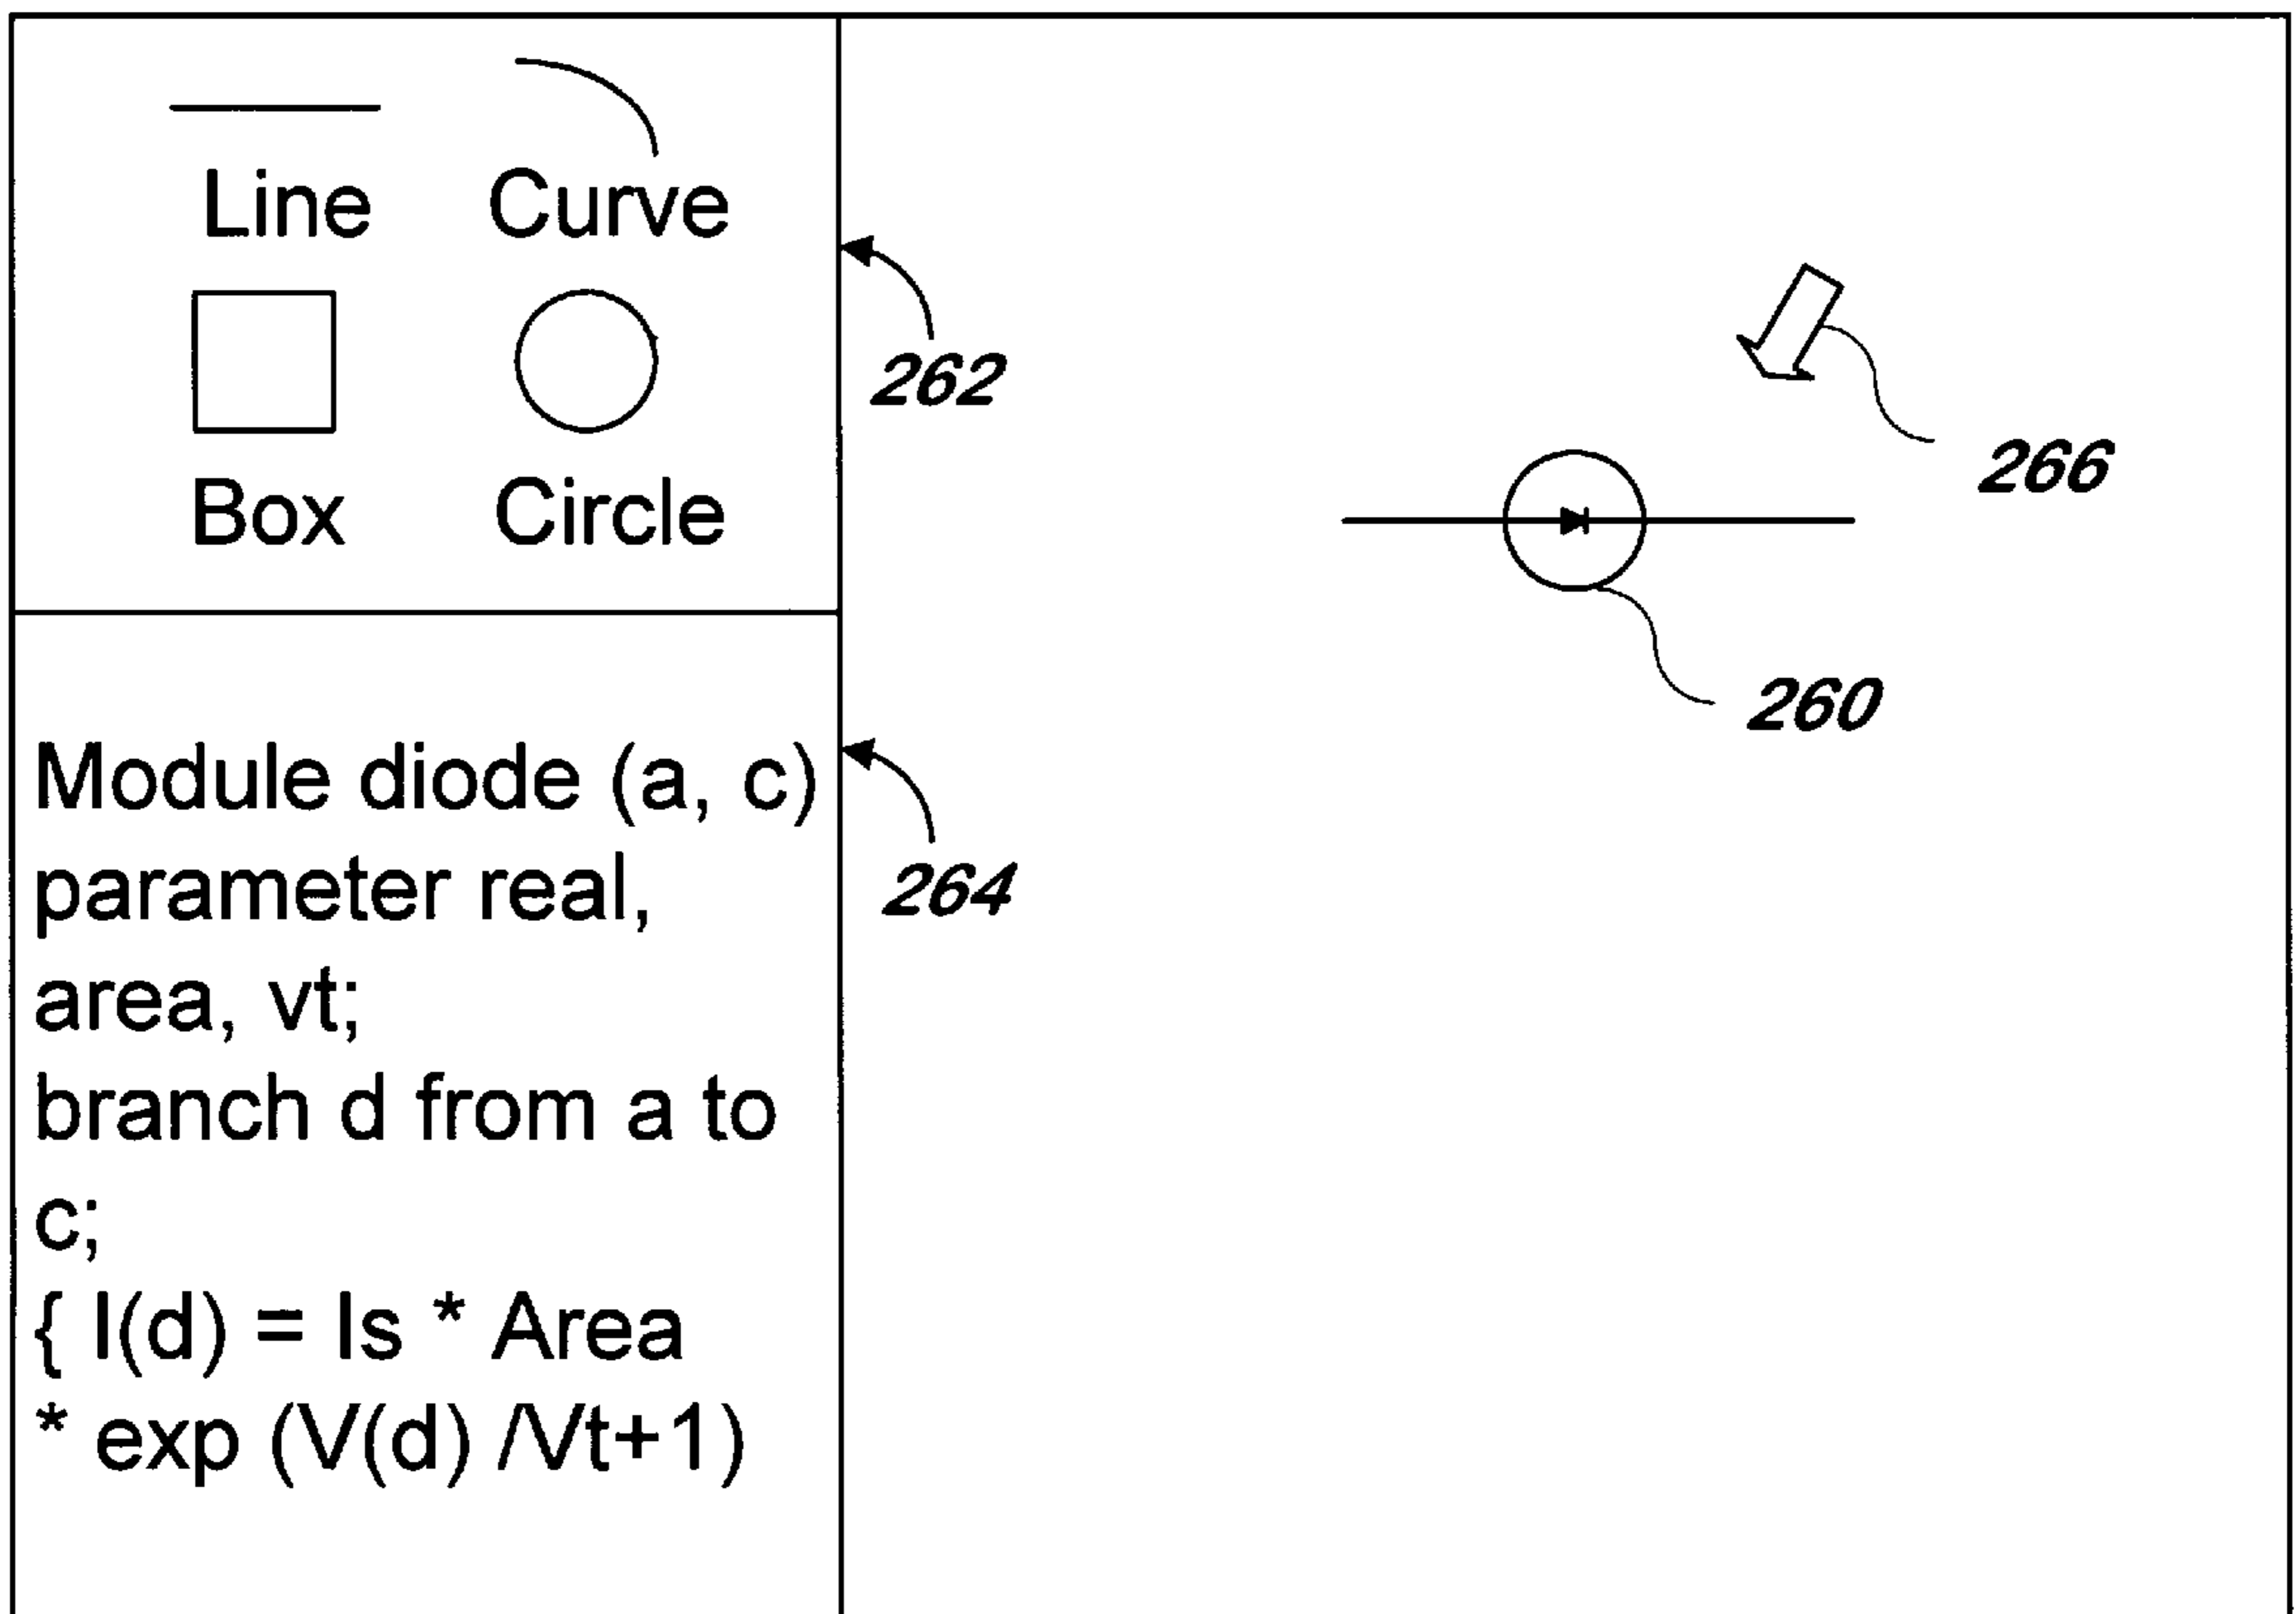 Line Curve
Box Circle
262
266
260
Module diode (a, c)
parameter real,
area, vt;
branch d from a to
c;
{ I(d) = Is * Area
* exp (V(d) /Vt+1)
264